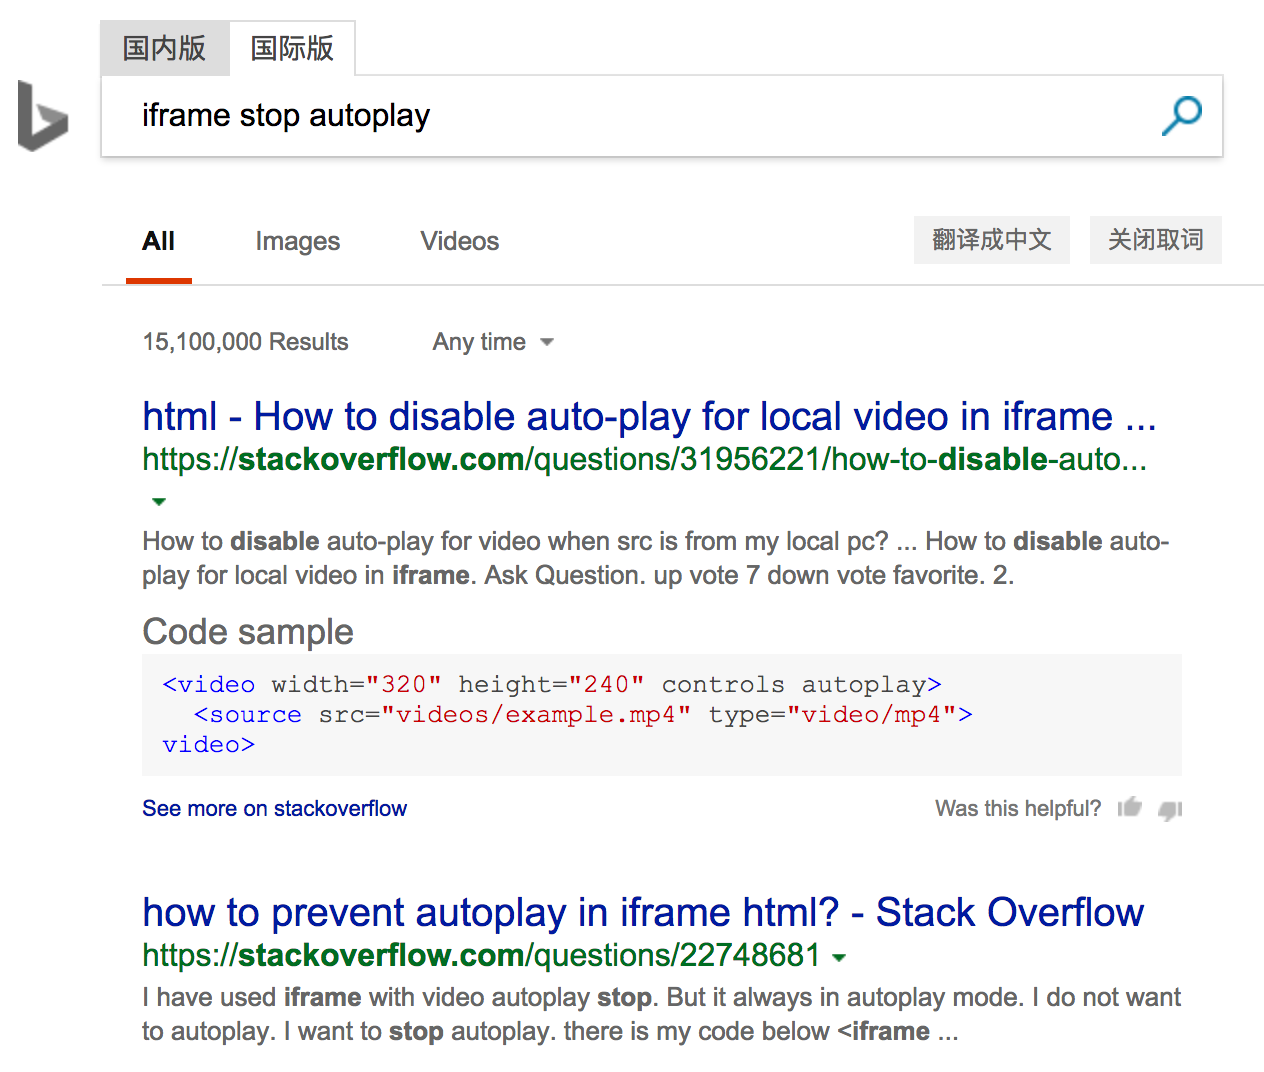 国内版 国际版
iframe stop autoplay
All Images Videos 翻译成中文 关闭取词
15,100,000 Results Any time
html - How to disable auto-play for local video in iframe ...
https://stackoverflow.com/questions/31956221/how-to-disable-auto...
How to disable auto-play for video when src is from my local pc? ... How to disable auto-
play for local video in iframe. Ask Question. up vote 7 down vote favorite. 2.
Code sample
<video width="320" height="240" controls autoplay>
  <source src="videos/example.mp4" type="video/mp4">
video>
See more on stackoverflow Was this helpful?
how to prevent autoplay in iframe html? - Stack Overflow
https://stackoverflow.com/questions/22748681
I have used iframe with video autoplay stop. But it always in autoplay mode. I do not want
to autoplay. I want to stop autoplay. there is my code below <iframe ...